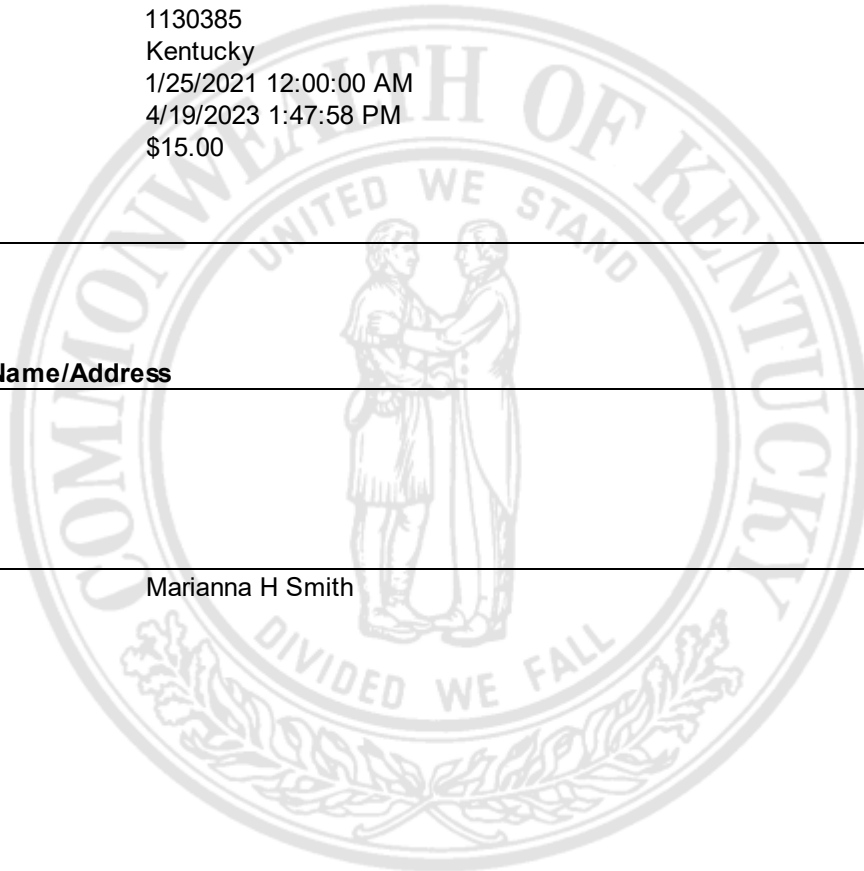 1130385
Kentucky
1/25/2021 12:00:00 AM
4/19/2023 1:47:58 PM
$15.00
Name/Address
Marianna H Smith
COMMONWEALTH OF KENTUCKY
UNITED WE STAND
DIVIDED WE FALL